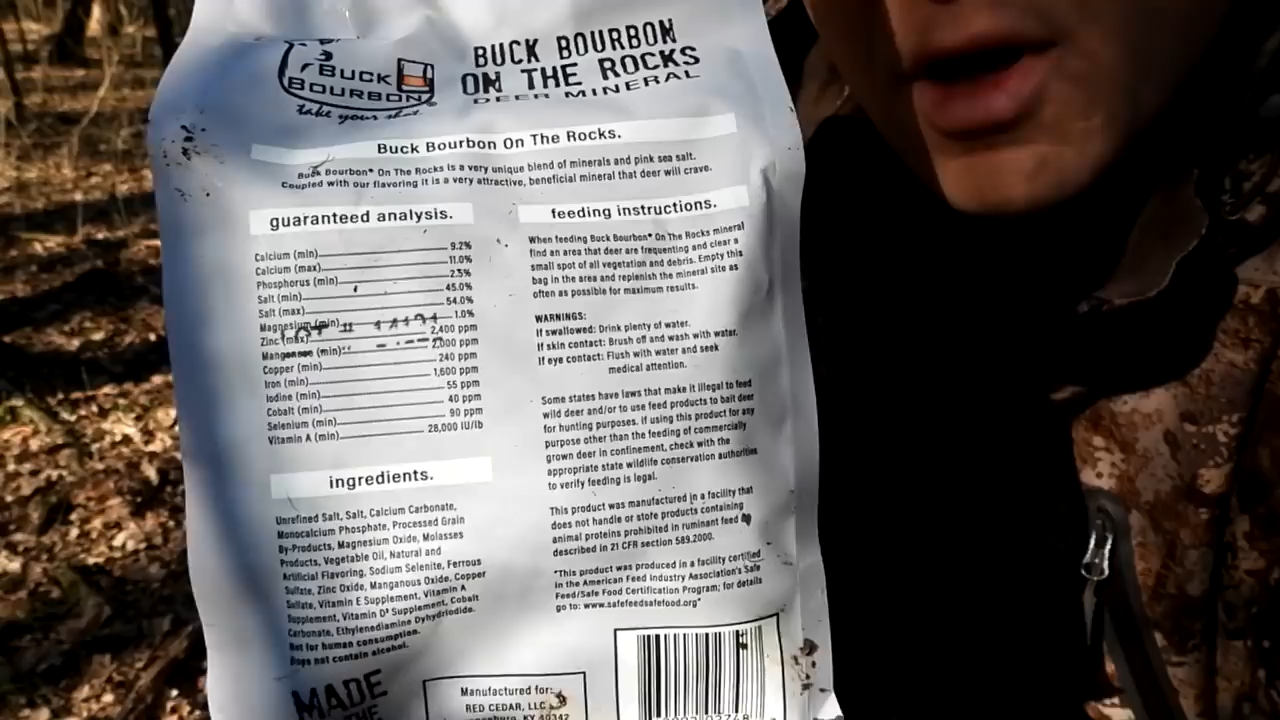 BUCK
BOURBON®
take your shot.
BUCK BOURBON
ON THE ROCKS
DEER MINERAL
Buck Bourbon On The Rocks.
Buck Bourbon® On The Rocks is a very unique blend of minerals and pink sea salt.
Coupled with our flavoring it is a very attractive, beneficial mineral that deer will crave.
guaranteed analysis.
Calcium (min) 9.2%
Calcium (max) 11.0%
Phosphorus (min) 2.5%
Salt (min) 45.0%
Salt (max) 54.0%
Magnesium (min) 1.0%
Zinc (max) 2,400 ppm
Manganese (min) 2,000 ppm
Copper (min) 240 ppm
Iron (min) 1,600 ppm
Iodine (min) 55 ppm
Cobalt (min) 40 ppm
Selenium (min) 90 ppm
Vitamin A (min) 28,000 IU/lb
ingredients.
Unrefined Salt, Salt, Calcium Carbonate,
Monocalcium Phosphate, Processed Grain
By-Products, Magnesium Oxide, Molasses
Products, Vegetable Oil, Natural and
Artificial Flavoring, Sodium Selenite, Ferrous
Sulfate, Zinc Oxide, Manganous Oxide, Copper
Sulfate, Vitamin E Supplement, Vitamin A
Supplement, Vitamin D³ Supplement, Cobalt
Carbonate, Ethylenediamine Dyhydriodide.
Not for human consumption.
Does not contain alcohol.
feeding instructions.
When feeding Buck Bourbon® On The Rocks mineral
find an area that deer are frequenting and clear a
small spot of all vegetation and debris. Empty this
bag in the area and replenish the mineral site as
often as possible for maximum results.
WARNINGS:
If swallowed: Drink plenty of water.
If skin contact: Brush off and wash with water.
If eye contact: Flush with water and seek
medical attention.
Some states have laws that make it illegal to feed
wild deer and/or to use feed products to bait deer
for hunting purposes. If using this product for any
purpose other than the feeding of commercially
grown deer in confinement, check with the
appropriate state wildlife conservation authorities
to verify feeding is legal.
This product was manufactured in a facility that
does not handle or store products containing
animal proteins prohibited in ruminant feed
described in 21 CFR section 589.2000.
"This product was produced in a facility certified
in the American Feed Industry Association's Safe
Feed/Safe Food Certification Program; for details
go to: www.safefeedsafefood.org"
MADE
Manufactured for:
RED CEDAR, LLC
KY 40342